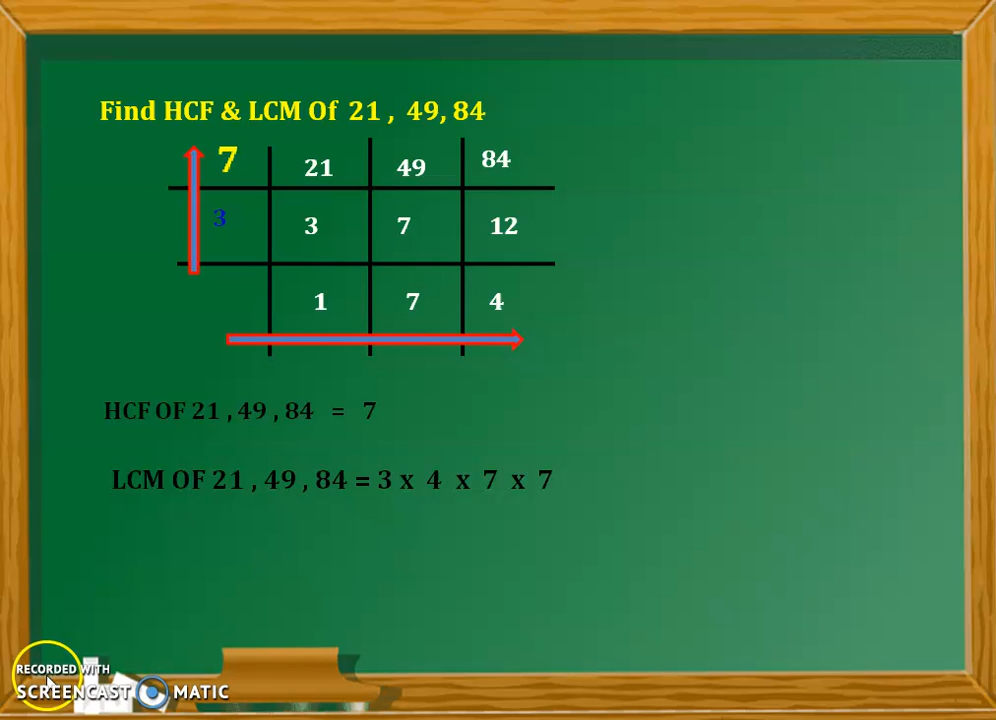 Find HCF & LCM Of 21 , 49, 84
7 21 49 84
3 3 7 12
1 7 4
HCF OF 21 , 49 , 84 = 7
LCM OF 21 , 49 , 84 = 3 x 4 x 7 x 7
RECORDED WITH
SCREENCAST MATIC